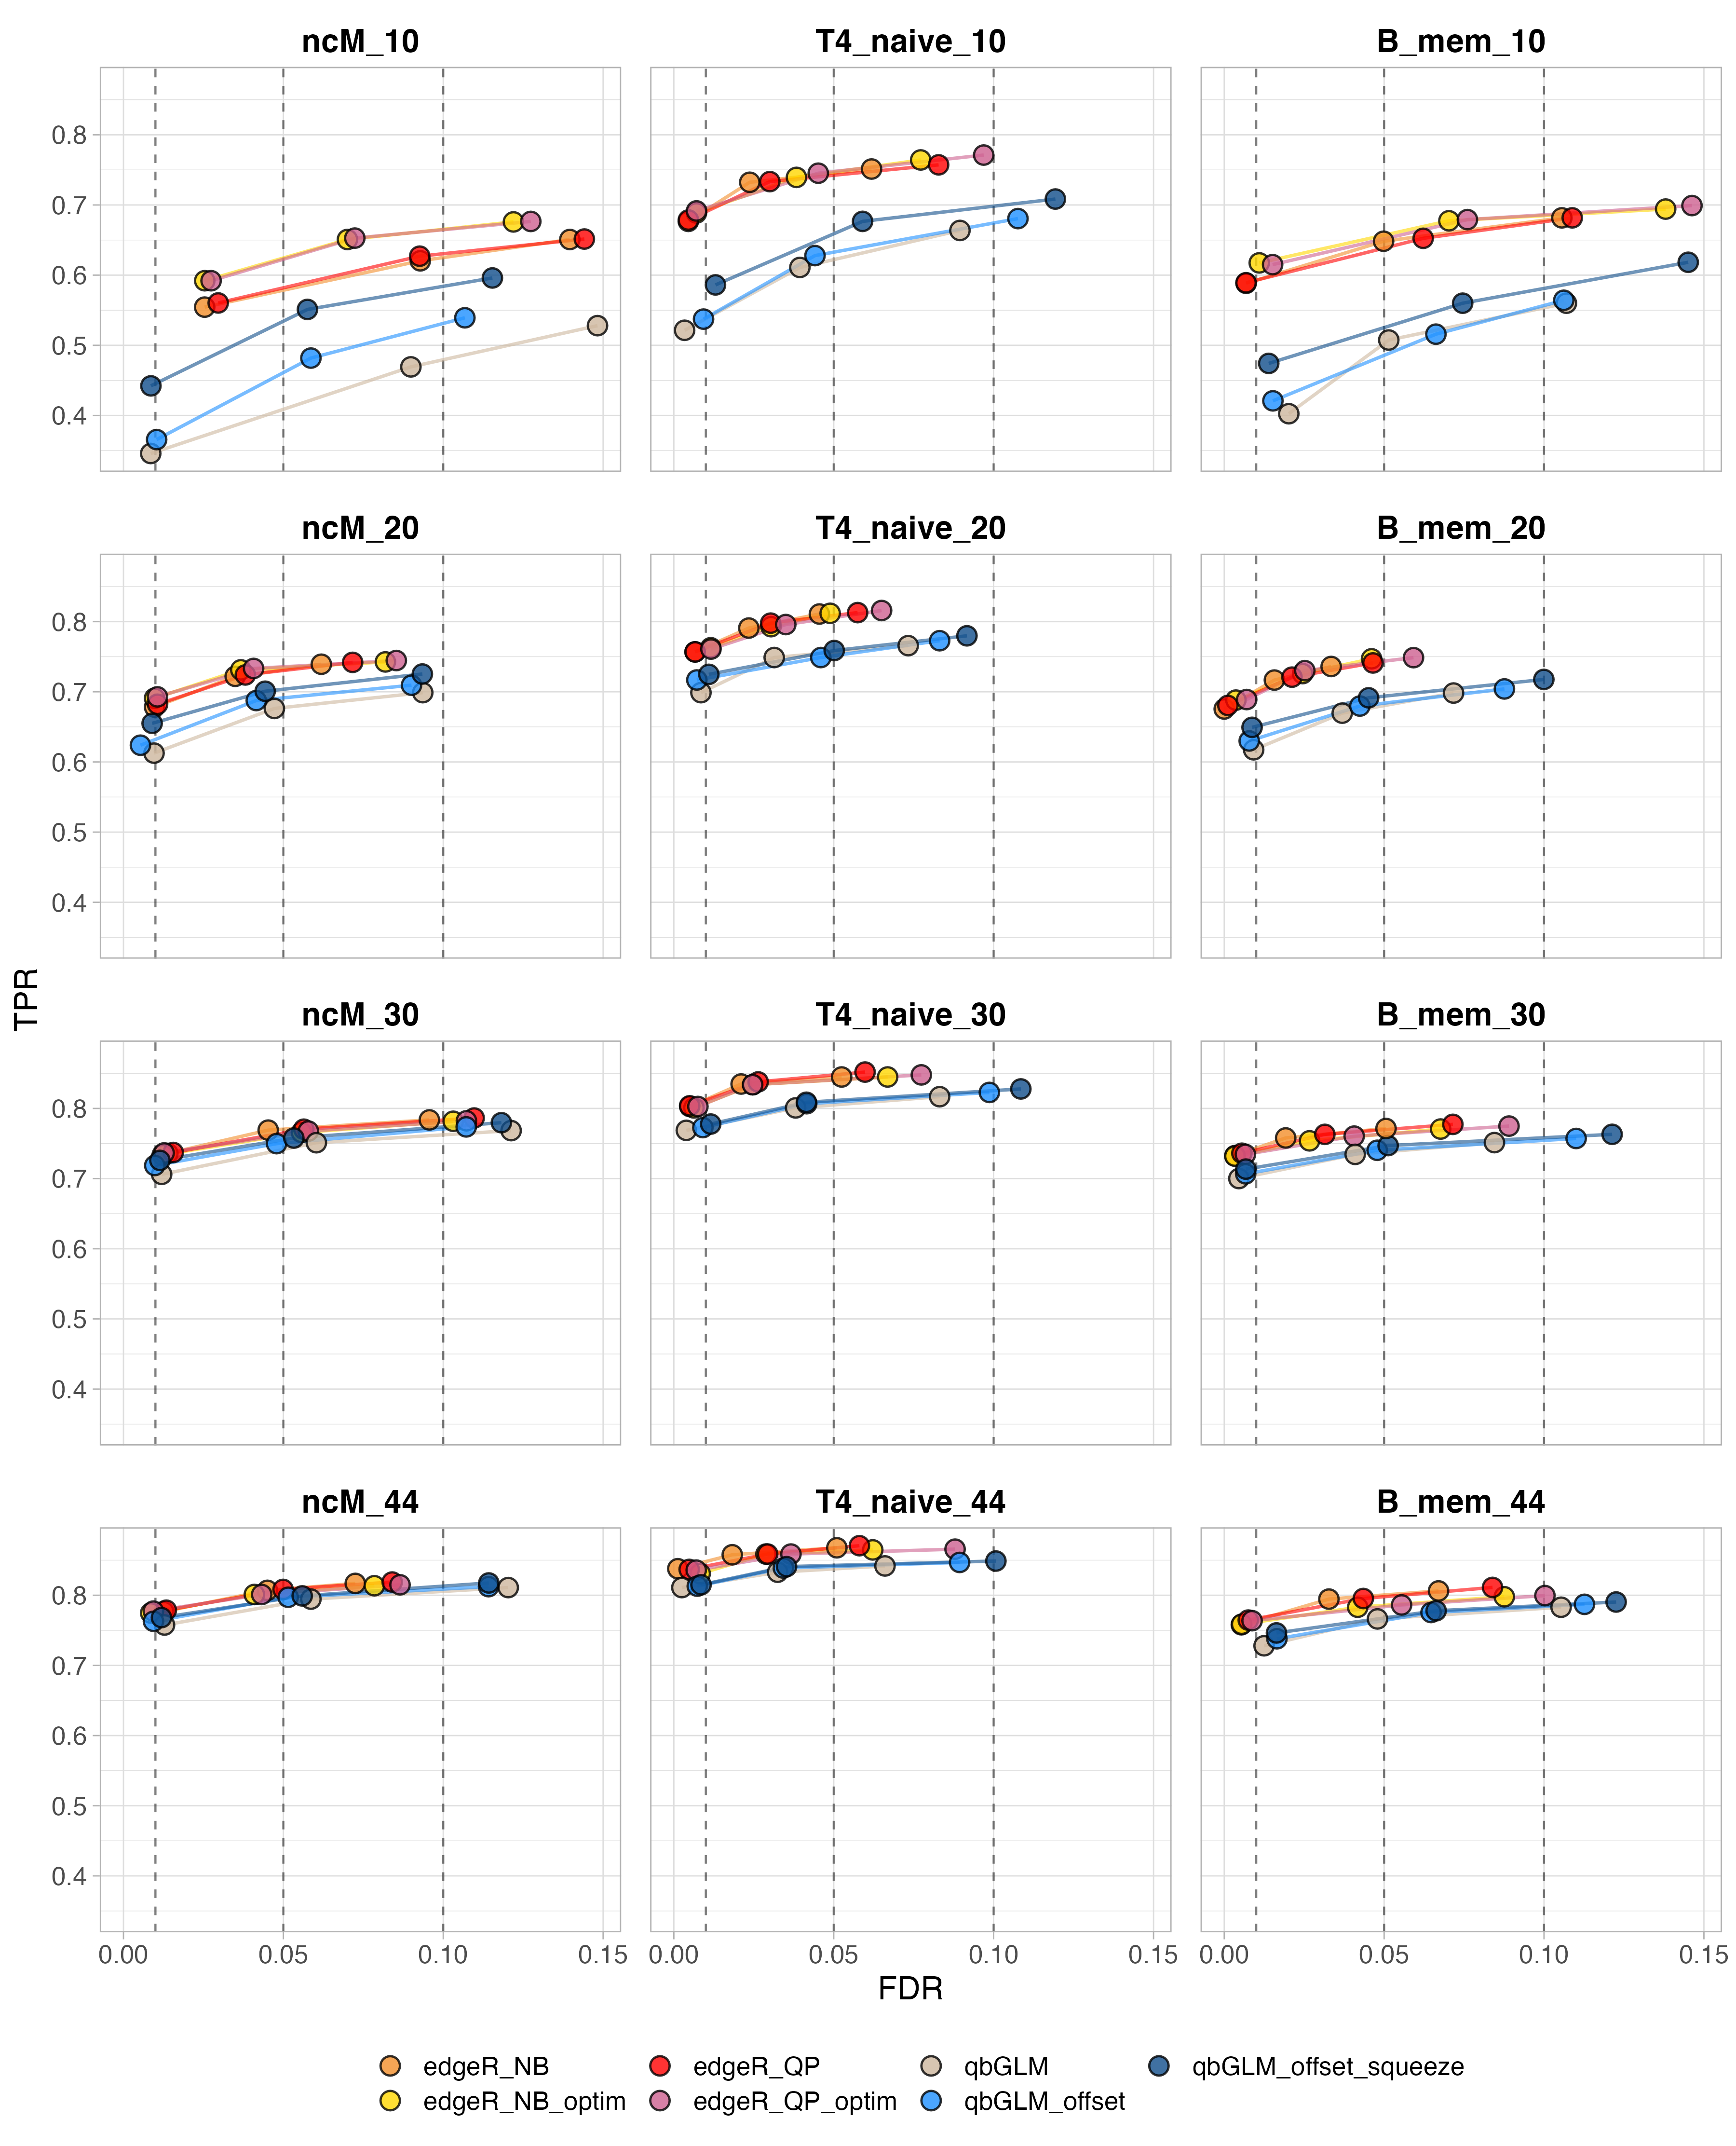 ncM_10 T4_naive_10 B_mem_10
0.8
0.7
0.6
0.5
0.4
ncM_20 T4_naive_20 B_mem_20
0.8
0.7
0.6
0.5
0.4
TPR
ncM_30 T4_naive_30 B_mem_30
0.8
0.7
0.6
0.5
0.4
ncM_44 T4_naive_44 B_mem_44
0.8
0.7
0.6
0.5
0.4
0.00 0.05 0.10 0.15 0.00 0.05 0.10 0.15 0.00 0.05 0.10 0.15
FDR
edgeR_NB edgeR_QP qbGLM qbGLM_offset_squeeze
edgeR_NB_optim edgeR_QP_optim qbGLM_offset